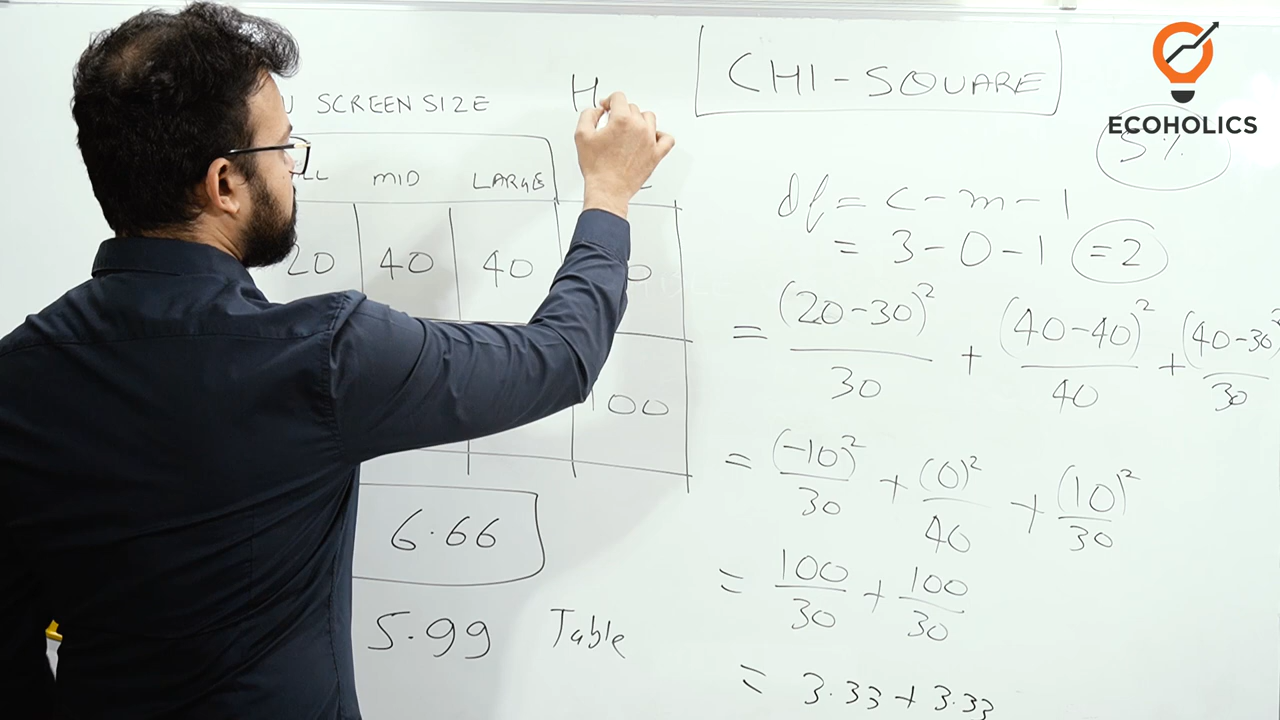 CHI-SQUARE
ECOHOLICS
5%
SCREEN SIZE
H
MID LARGE
20 40 40
100
6.66
5.99 Table
df = c - m - 1
= 3 - 0 - 1 = 2
= (20-30)²/30 + (40-40)²/40 + (40-30)²/30
= (-10)²/30 + (0)²/40 + (10)²/30
= 100/30 + 100/30
= 3.33 + 3.33